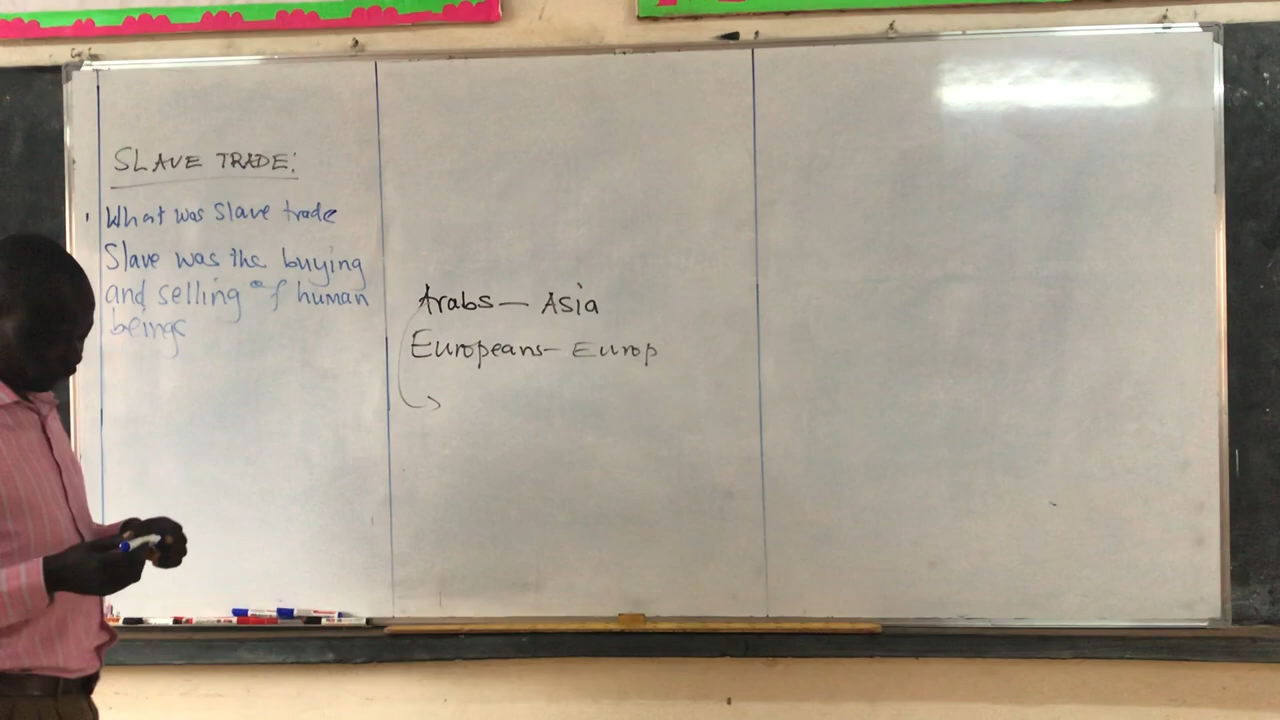 SLAVE TRADE:
What was slave trade
Slave was the buying
and selling of human
beings
Arabs — Asia
Europeans — Europ